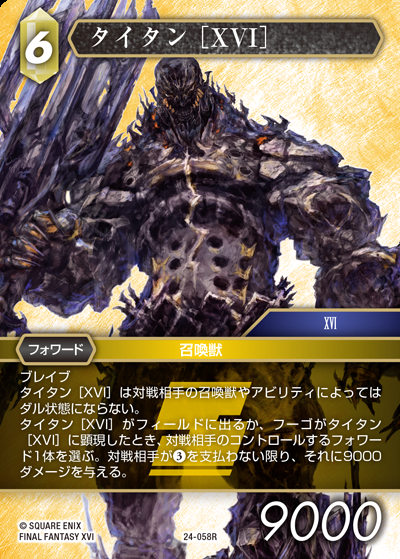 6
タイタン［XVI］
XVI
フォワード
召喚獣
ブレイブ
タイタン［XVI］は対戦相手の召喚獣やアビリティによっては
ダル状態にならない。
タイタン［XVI］がフィールドに出るか、フーゴがタイタン
［XVI］に顕現したとき、対戦相手のコントロールするフォワー
ド1体を選ぶ。対戦相手が❸を支払わない限り、それに9000
ダメージを与える。
© SQUARE ENIX
FINAL FANTASY XVI
24-058R
9000